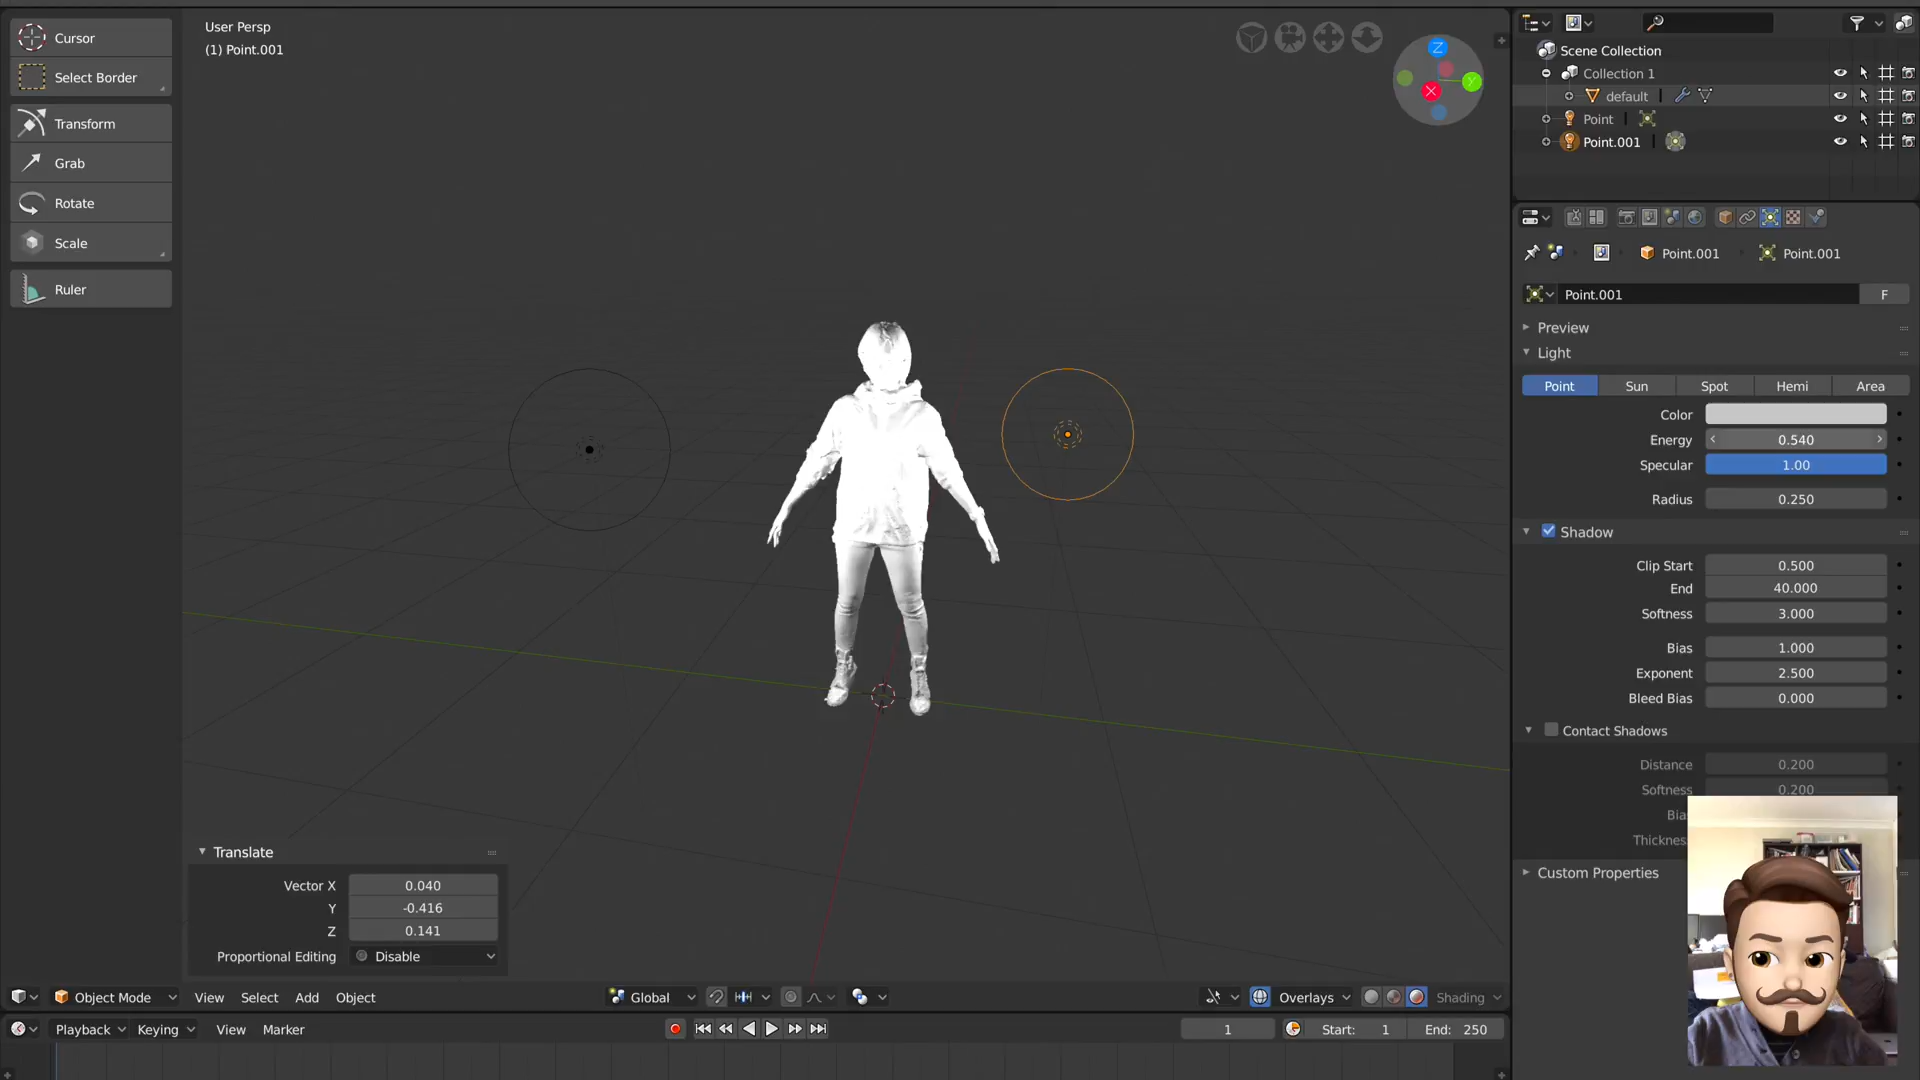 Cursor
Select Border
Transform
Grab
Rotate
Scale
Ruler
User Persp
(1) Point.001
Z
Y
X
Scene Collection
Collection 1
default
Point
Point.001
Point.001
Point.001
Point.001
F
Preview
Light
Point Sun Spot Hemi Area
Color
Energy 0.540
Specular 1.00
Radius 0.250
Shadow
Clip Start 0.500
End 40.000
Softness 3.000
Bias 1.000
Exponent 2.500
Bleed Bias 0.000
Contact Shadows
Distance 0.200
Softness 0.200
Thicknes
Custom Properties
Translate
Vector X 0.040
Y -0.416
Z 0.141
Proportional Editing Disable
Object Mode View Select Add Object Global Overlays Shading
Playback Keying View Marker 1 Start: 1 End: 250